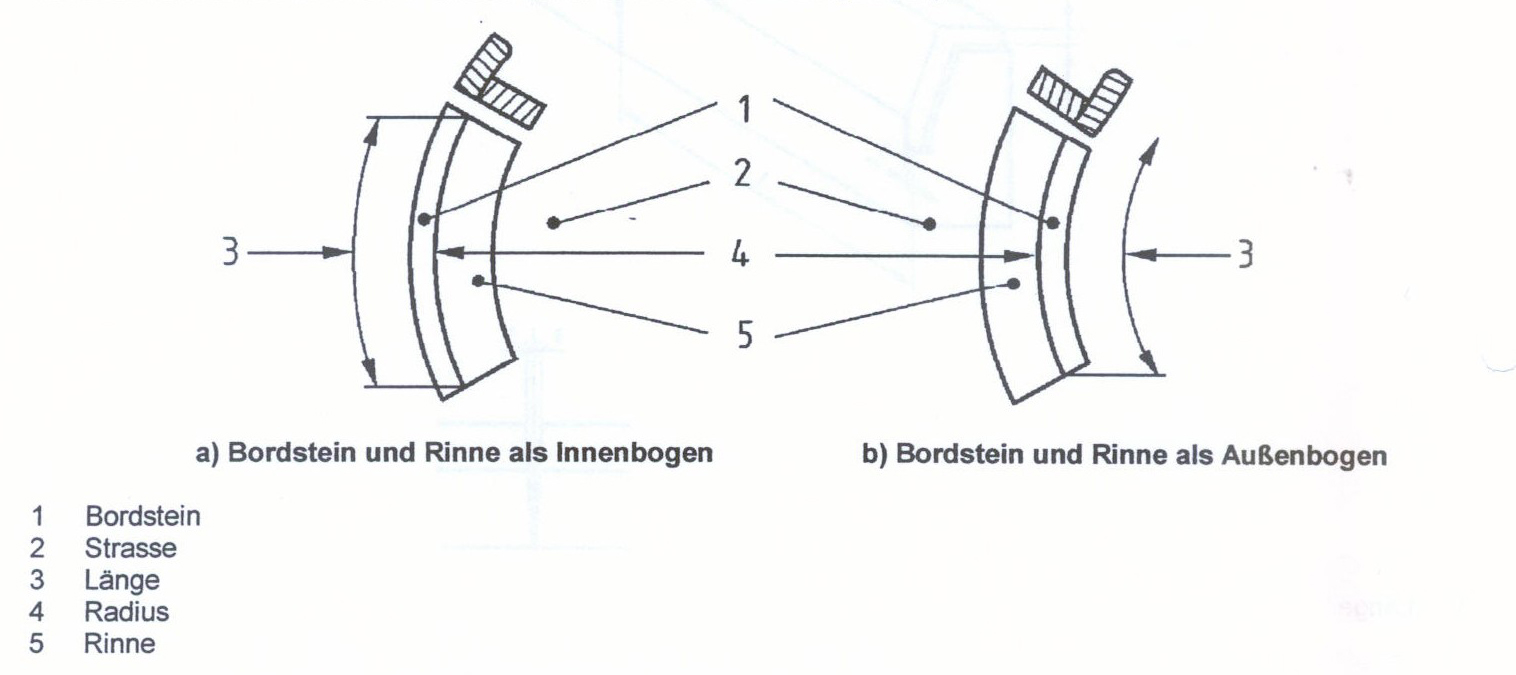 1
2
3 4 3
5
a) Bordstein und Rinne als Innenbogen b) Bordstein und Rinne als Außenbogen
1 Bordstein
2 Strasse
3 Länge
4 Radius
5 Rinne